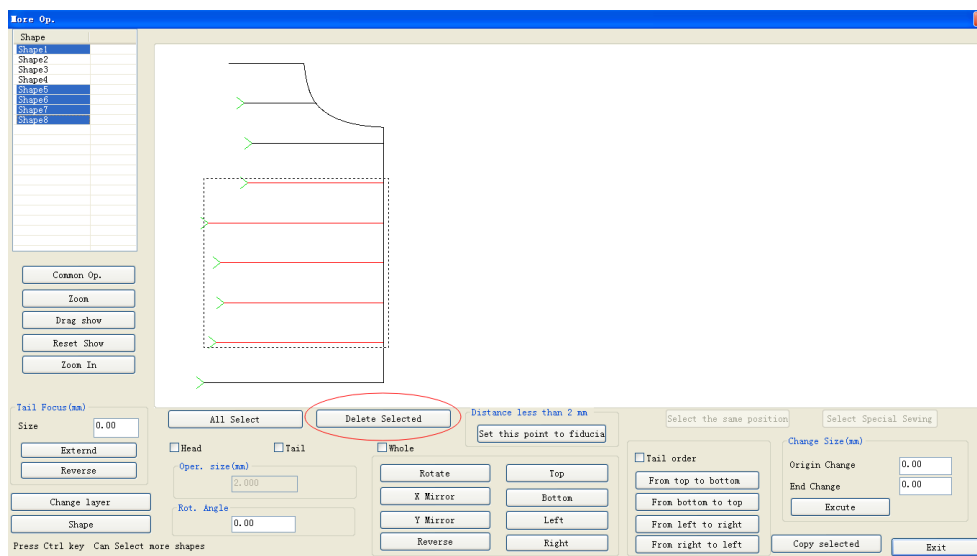 More Op.
Shape
Shape1
Shape2
Shape3
Shape4
Shape5
Shape6
Shape7
Shape8
Common Op.
Zoom
Drag show
Reset Show
Zoom In
Tail Focus(mm)
Size 0.00
Externd
Reverse
Change layer
Shape
Press Ctrl key Can Select more shapes
All Select
Delete Selected
Head
Tail
Whole
Oper. size(mm)
2.000
Rot. Angle
0.00
Distance less than 2 mm
Set this point to fiducia
Rotate
Top
X Mirror
Bottom
Y Mirror
Left
Reverse
Right
Select the same position
Select Special Sewing
Tail order
From top to bottom
From bottom to top
From left to right
From right to left
Change Size(mm)
Origin Change 0.00
End Change 0.00
Excute
Copy selected
Exit